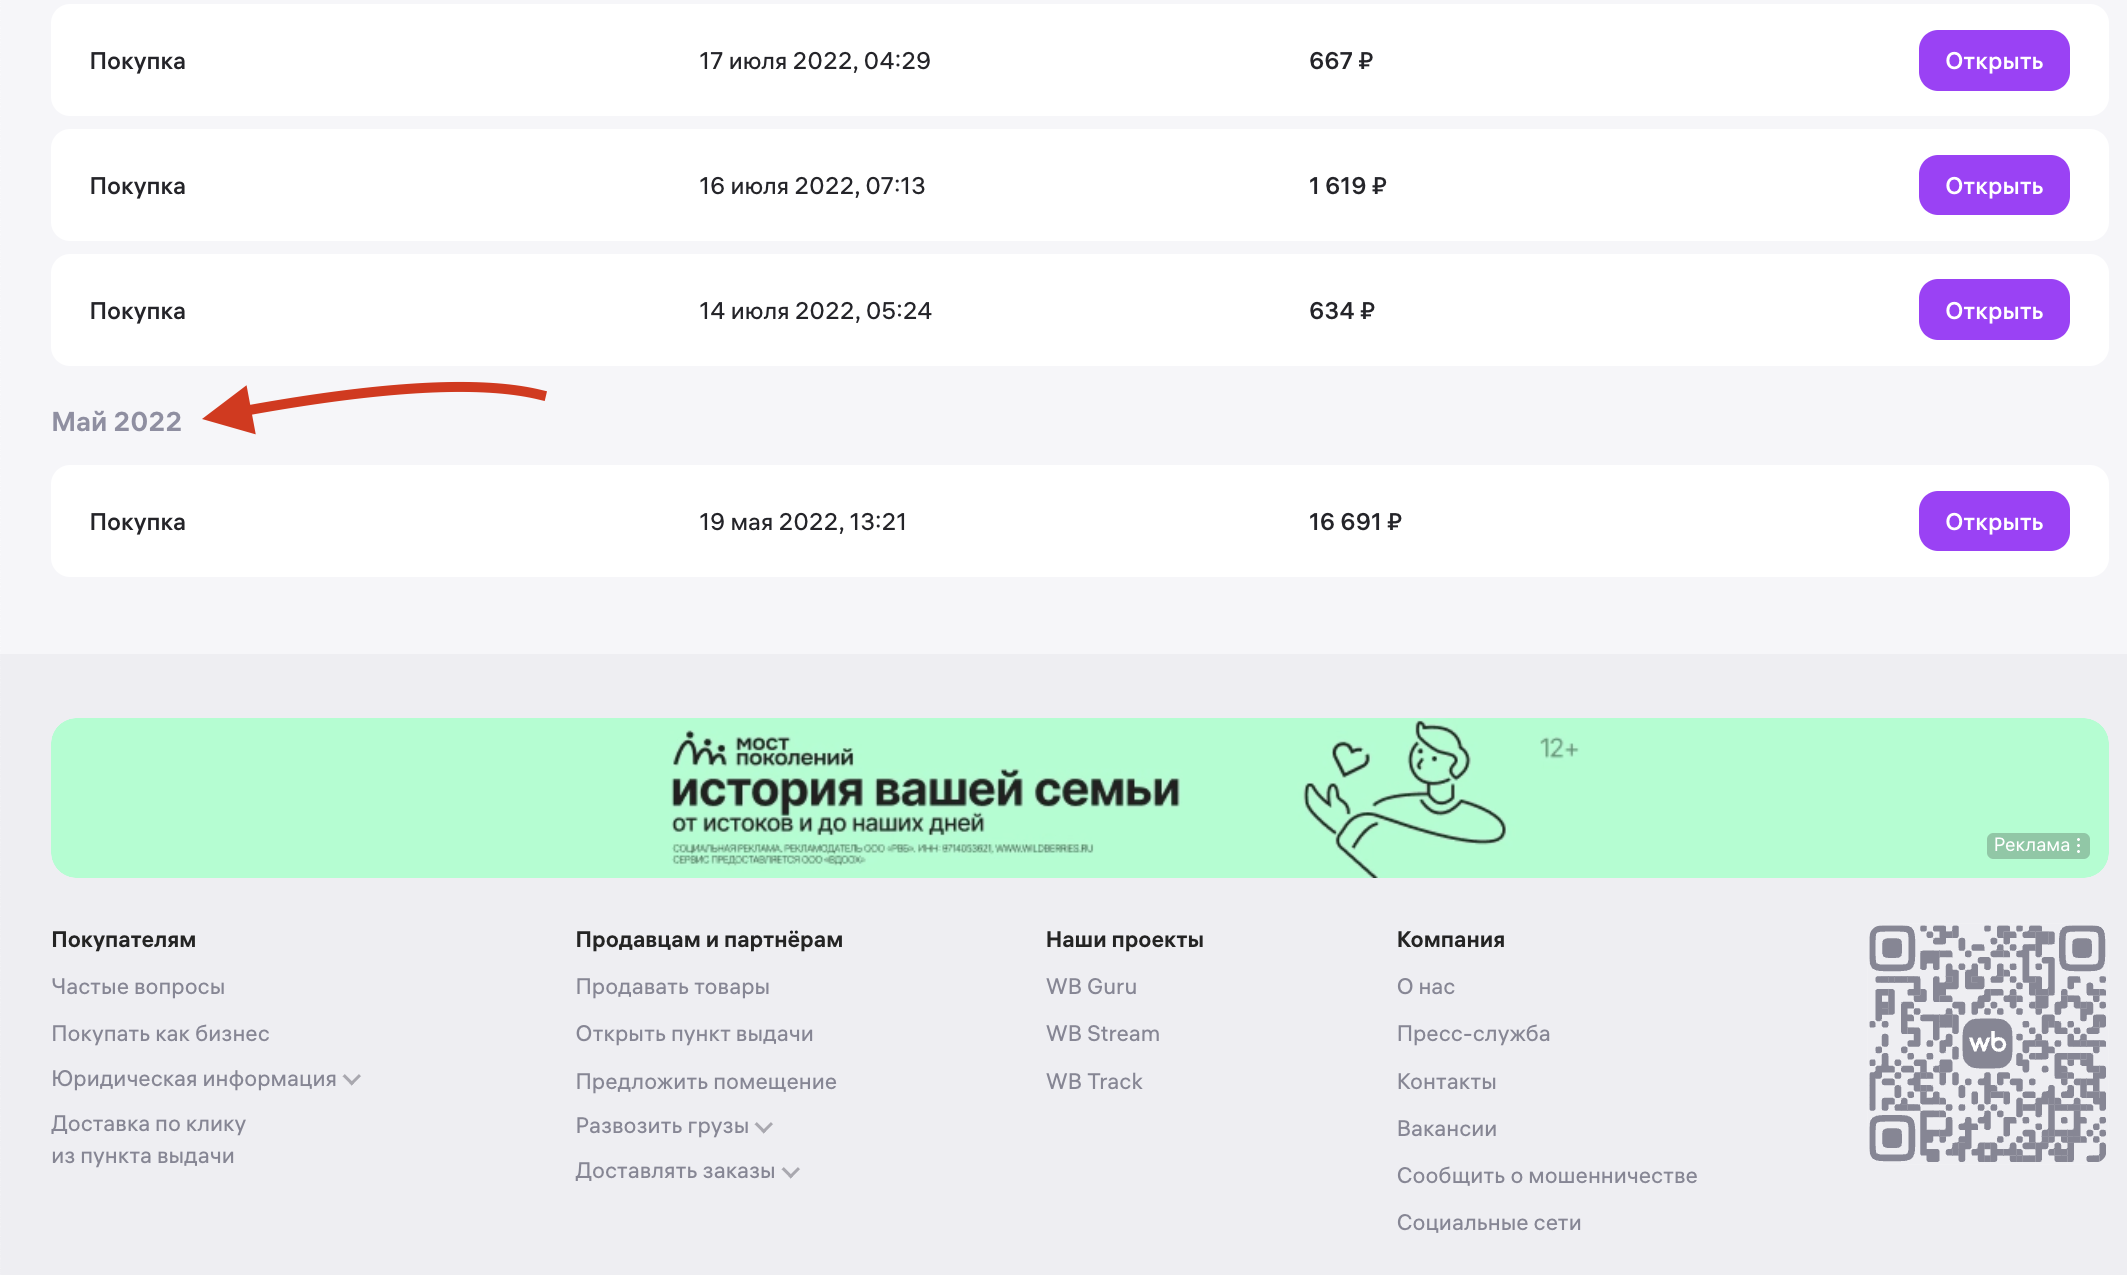 Покупка 17 июля 2022, 04:29 667 ₽ Открыть
Покупка 16 июля 2022, 07:13 1 619 ₽ Открыть
Покупка 14 июля 2022, 05:24 634 ₽ Открыть
Май 2022
Покупка 19 мая 2022, 13:21 16 691 ₽ Открыть
мост
поколений
история вашей семьи
от истоков и до наших дней
СОЦИАЛЬНАЯ РЕКЛАМА. РЕКЛАМОДАТЕЛЬ ООО «РВБ». ИНН: 9714053621, WWW.WILDBERRIES.RU
СЕРВИС ПРЕДОСТАВЛЯЕТСЯ ООО
12+
Реклама
Покупателям
Частые вопросы
Покупать как бизнес
Юридическая информация
Доставка по клику
из пункта выдачи
Продавцам и партнёрам
Продавать товары
Открыть пункт выдачи
Предложить помещение
Развозить грузы
Доставлять заказы
Наши проекты
WB Guru
WB Stream
WB Track
Компания
О нас
Пресс-служба
Контакты
Вакансии
Сообщить о мошенничестве
Социальные сети
wb